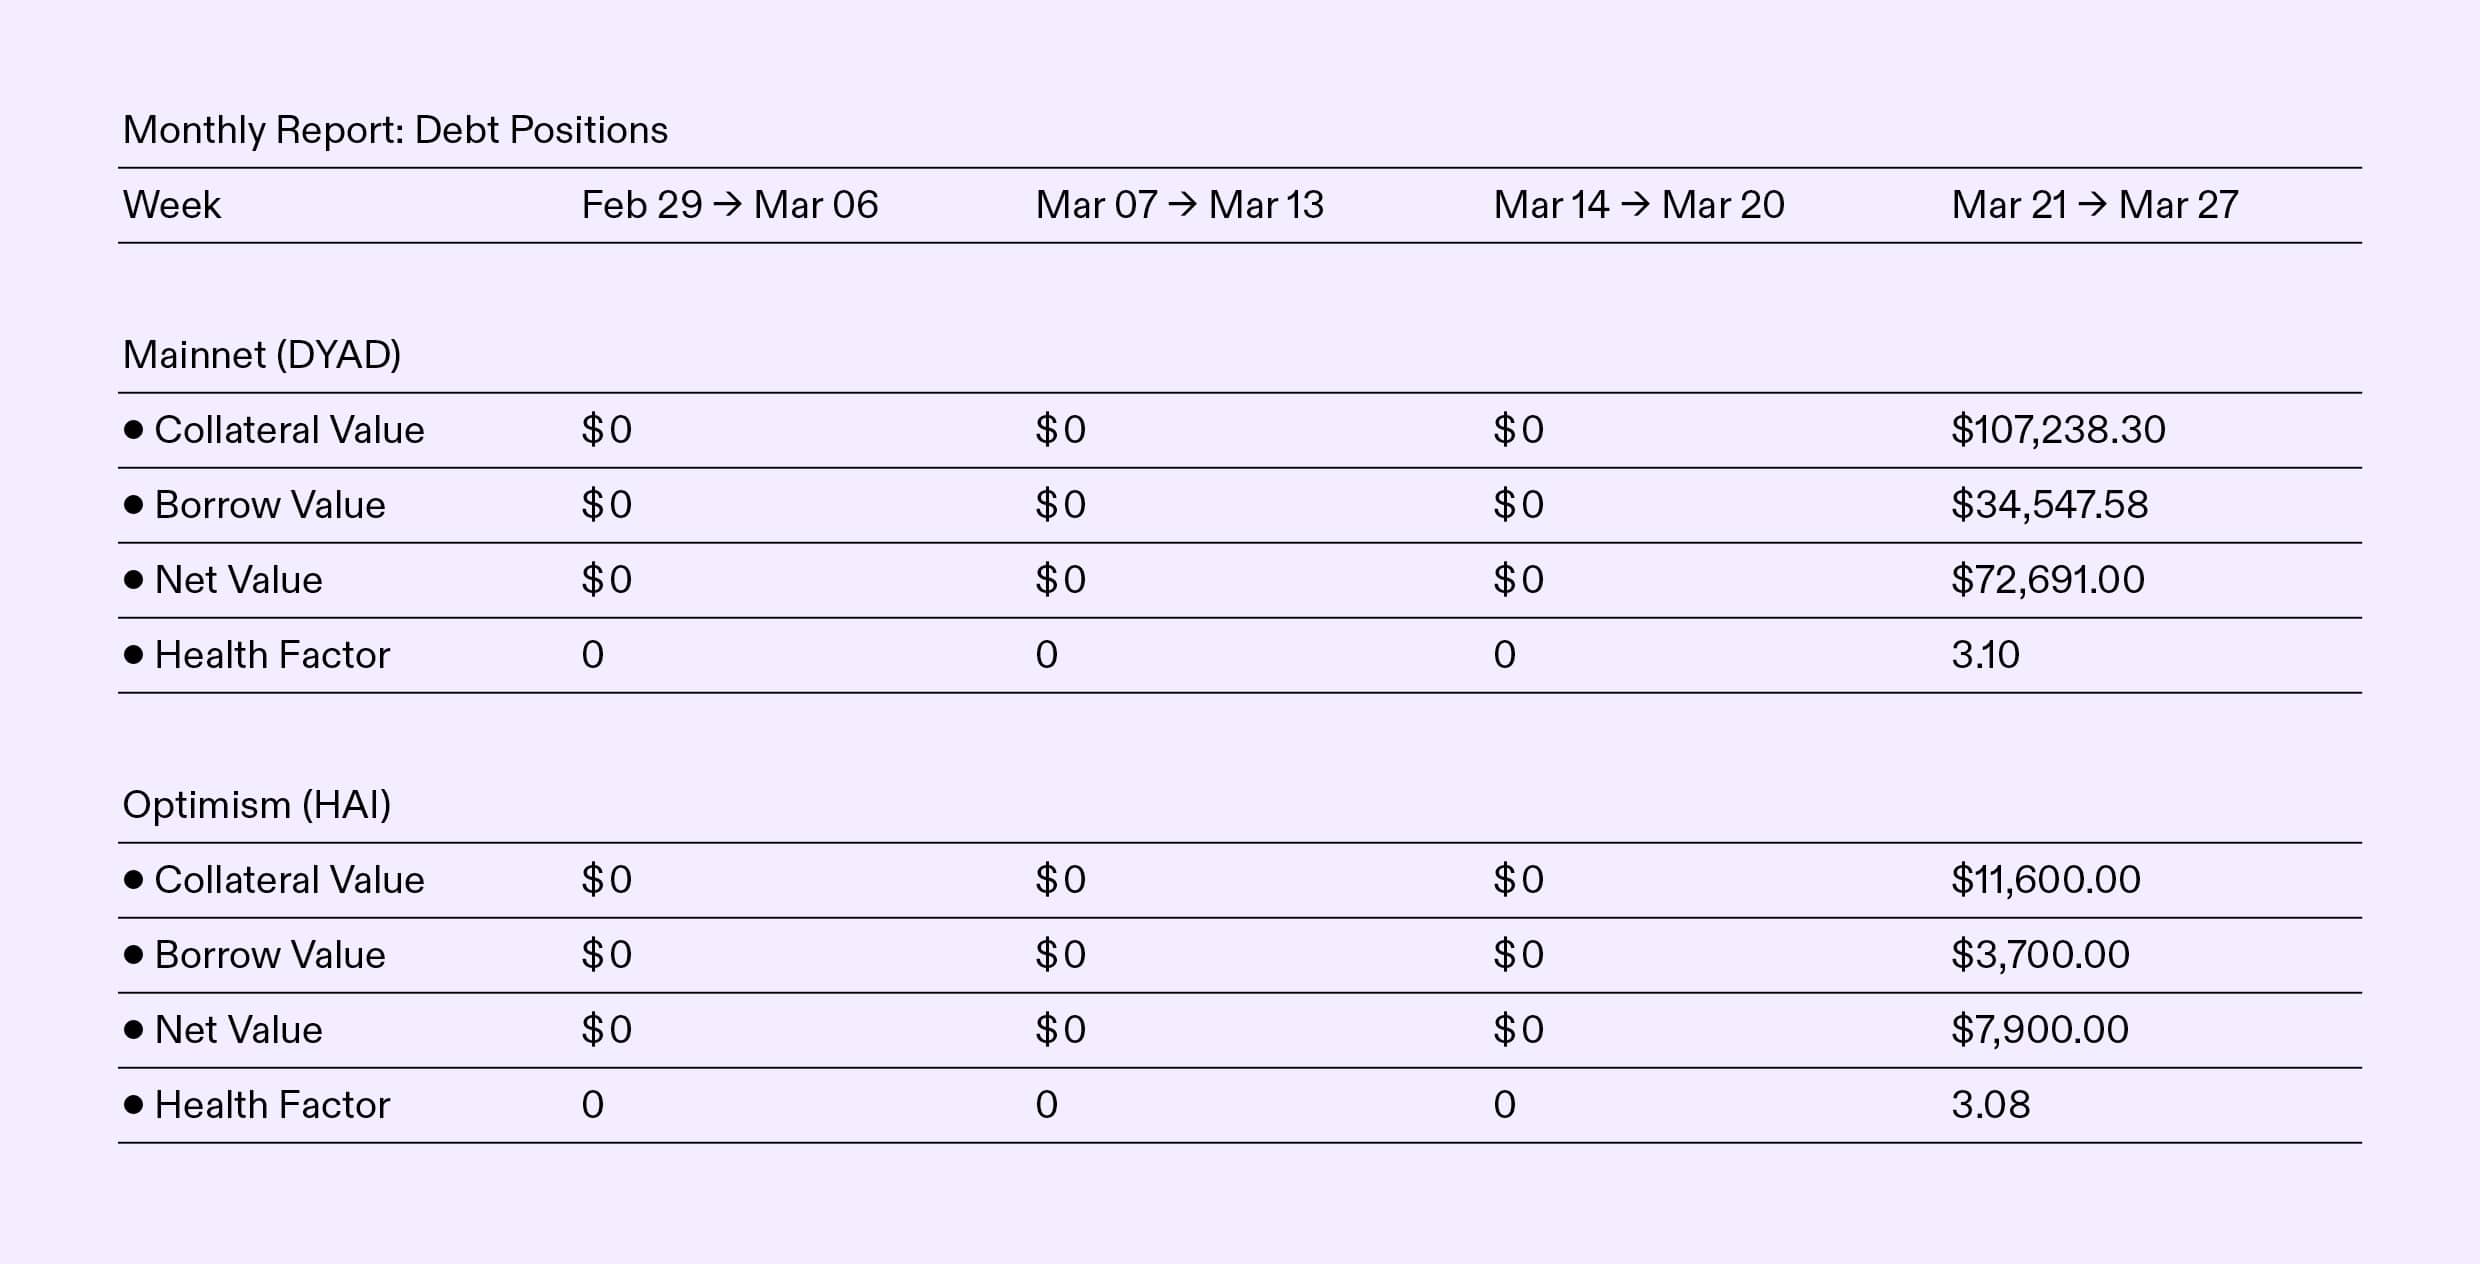 Monthly Report: Debt Positions
Week Feb 29 → Mar 06 Mar 07 → Mar 13 Mar 14 → Mar 20 Mar 21 → Mar 27
Mainnet (DYAD)
● Collateral Value $0 $0 $0 $107,238.30
● Borrow Value $0 $0 $0 $34,547.58
● Net Value $0 $0 $0 $72,691.00
● Health Factor 0 0 0 3.10
Optimism (HAI)
● Collateral Value $0 $0 $0 $11,600.00
● Borrow Value $0 $0 $0 $3,700.00
● Net Value $0 $0 $0 $7,900.00
● Health Factor 0 0 0 3.08